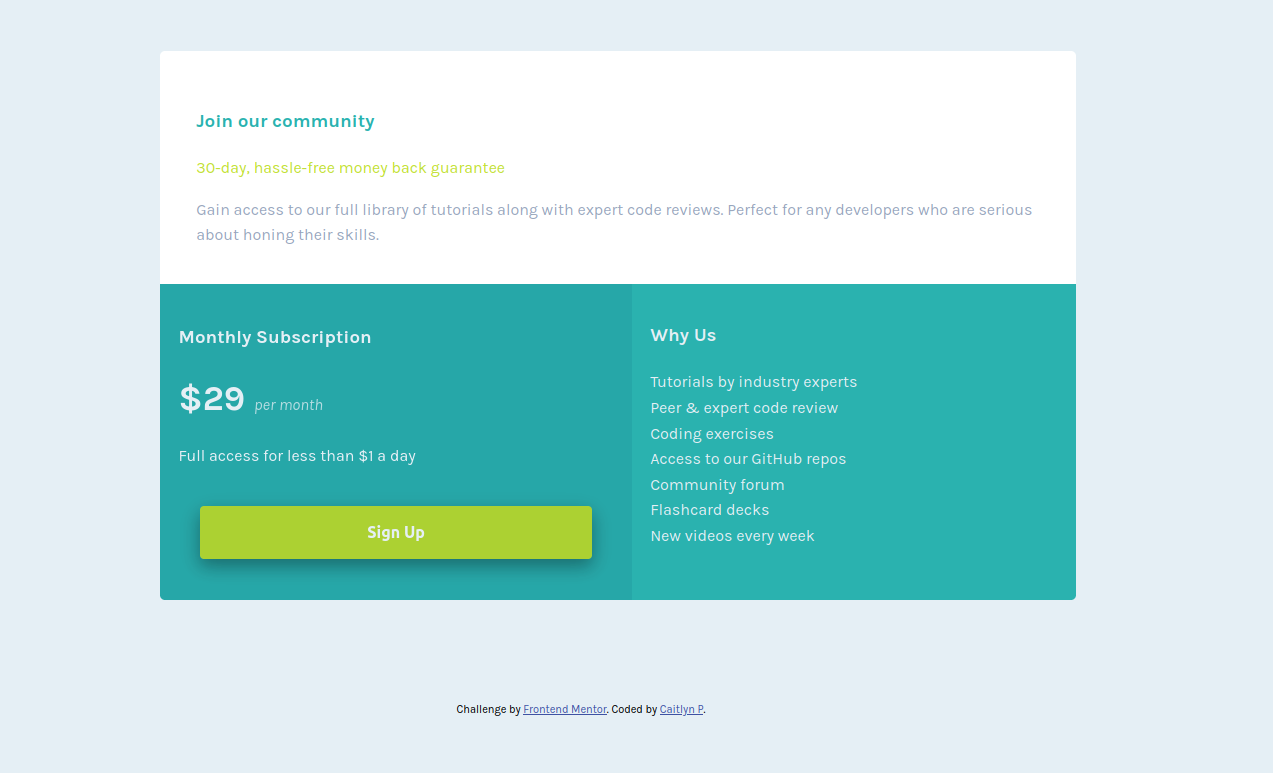 Join our community
30-day, hassle-free money back guarantee
Gain access to our full library of tutorials along with expert code reviews. Perfect for any developers who are serious
about honing their skills.
Monthly Subscription
$29 per month
Full access for less than $1 a day
Sign Up
Why Us
Tutorials by industry experts
Peer & expert code review
Coding exercises
Access to our GitHub repos
Community forum
Flashcard decks
New videos every week
Challenge by Frontend Mentor. Coded by Caitlyn P.